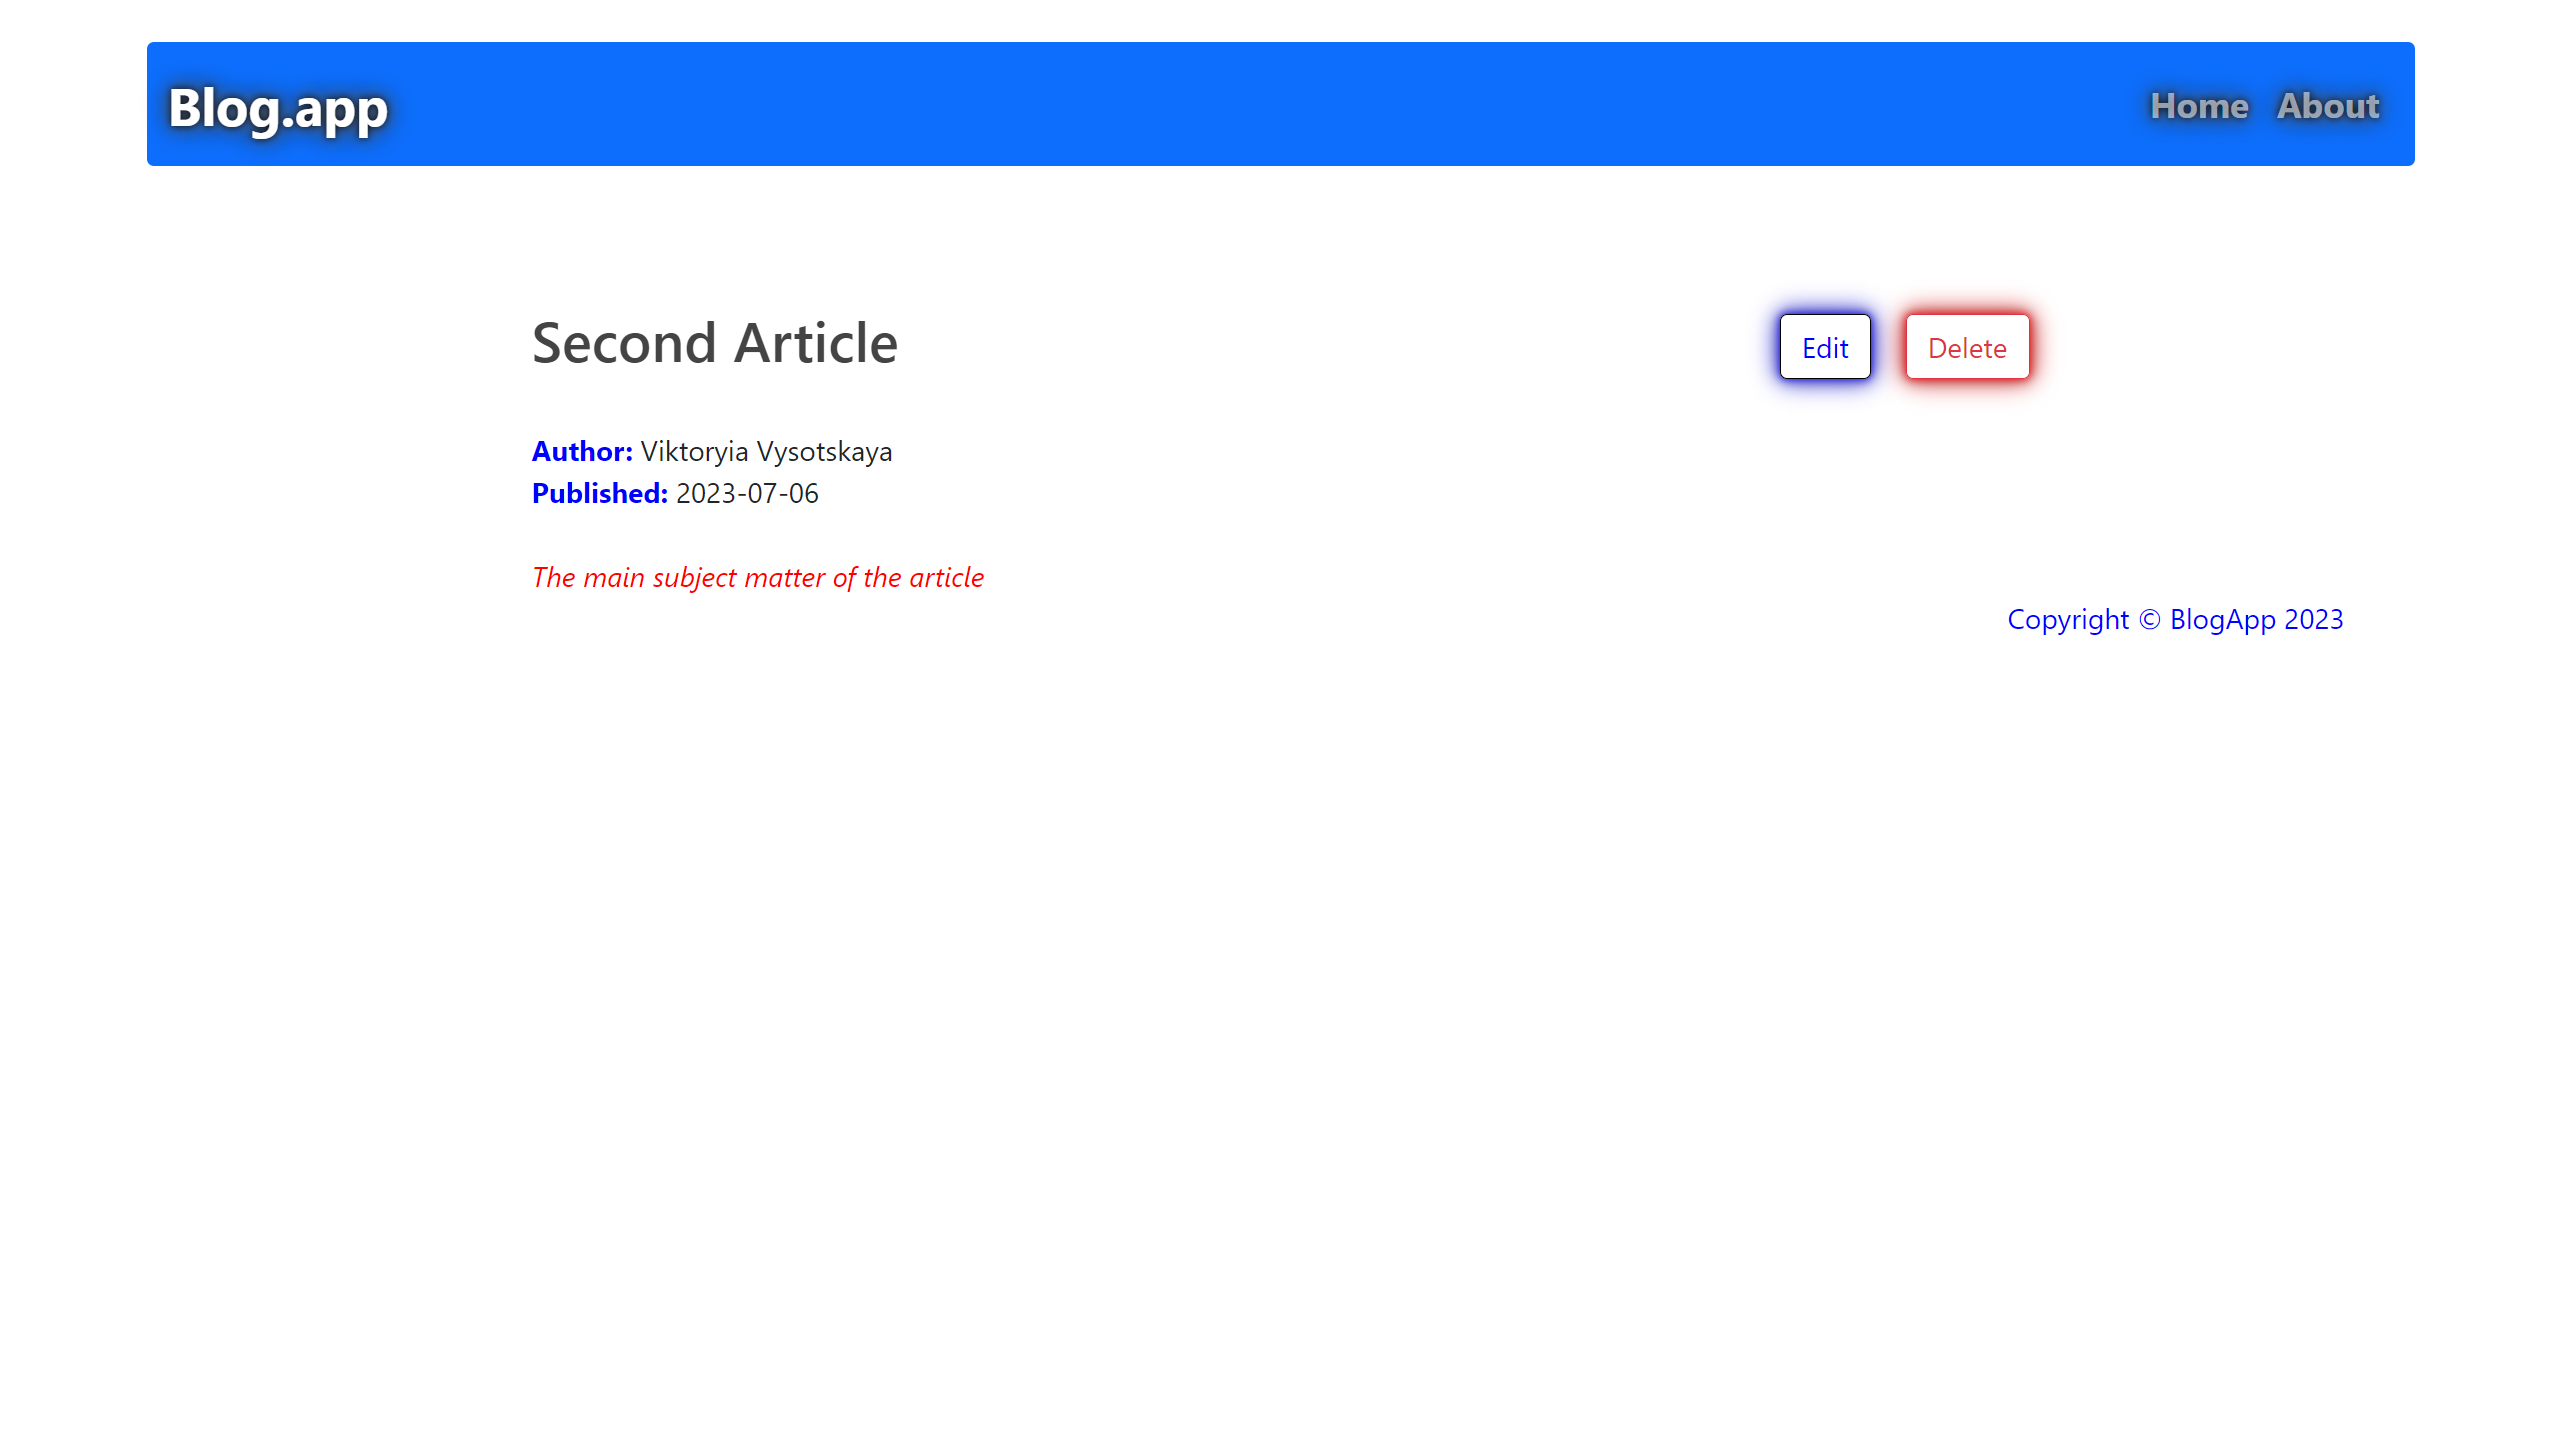 Blog.app
Home About
Second Article
Edit Delete
Author: Viktoryia Vysotskaya
Published: 2023-07-06
The main subject matter of the article
Copyright © BlogApp 2023